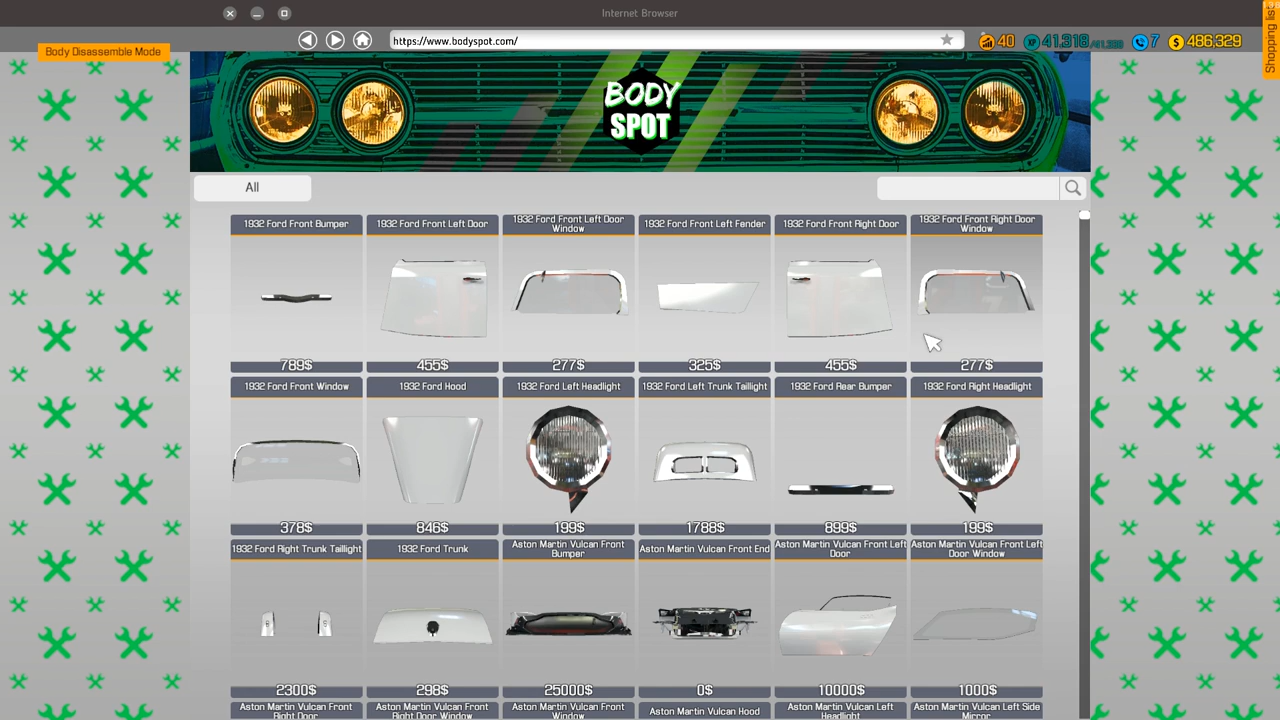 Internet Browser
Body Disassemble Mode
https://www.bodyspot.com/
40
41,318
7
486,329
Shopping list
BODY
SPOT
All
1932 Ford Front Bumper
1932 Ford Front Left Door
1932 Ford Front Left Door
Window
1932 Ford Front Left Fender
1932 Ford Front Right Door
1932 Ford Front Right Door
Window
789$
455$
277$
325$
455$
277$
1932 Ford Front Window
1932 Ford Hood
1932 Ford Left Headlight
1932 Ford Left Trunk Taillight
1932 Ford Rear Bumper
1932 Ford Right Headlight
378$
846$
199$
1788$
899$
199$
1932 Ford Right Trunk Taillight
1932 Ford Trunk
Aston Martin Vulcan Front
Bumper
Aston Martin Vulcan Front End
Aston Martin Vulcan Front Left
Door
Aston Martin Vulcan Front Left
Door Window
2300$
298$
25000$
0$
10000$
1000$
Aston Martin Vulcan Front
Right Door
Aston Martin Vulcan Front
Right Door Window
Aston Martin Vulcan Front
Window
Aston Martin Vulcan Hood
Aston Martin Vulcan Left
Headlight
Aston Martin Vulcan Left Side
Mirror